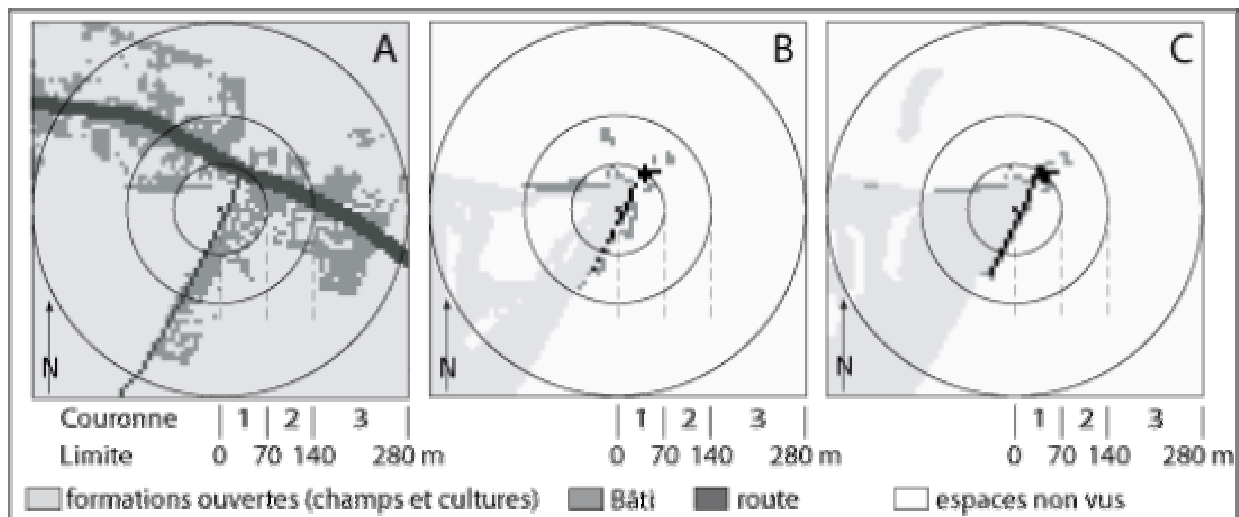 A B C
N N N
Couronne 1 2 3 1 2 3 1 2 3
Limite 0 70 140 280 m 0 70 140 280 m 0 70 140 280 m
formations ouvertes (champs et cultures) Bâti route espaces non vus